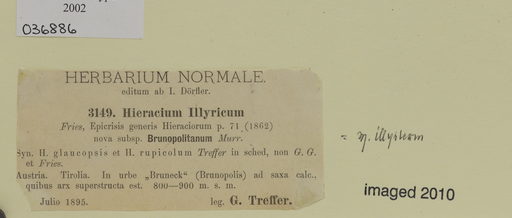 2002
036886
HERBARIUM NORMALE.
editum ab I. Dörfler.
3149. Hieracium Illyricum
Fries, Epicrisis generis Hieraciorum p. 71 (1862)
nova subsp. Brunopolitanum Murr.
Syn. H. glaucopsis et H. rupicolum Treffer in sched, non G. G.
et Fries.
Austria. Tirolia. In urbe „Bruneck“ (Brunopolis) ad saxa calc.,
quibus arx superstructa est. 800—900 m. s. m.
Julio 1895. leg. G. Treffer.
imaged 2010